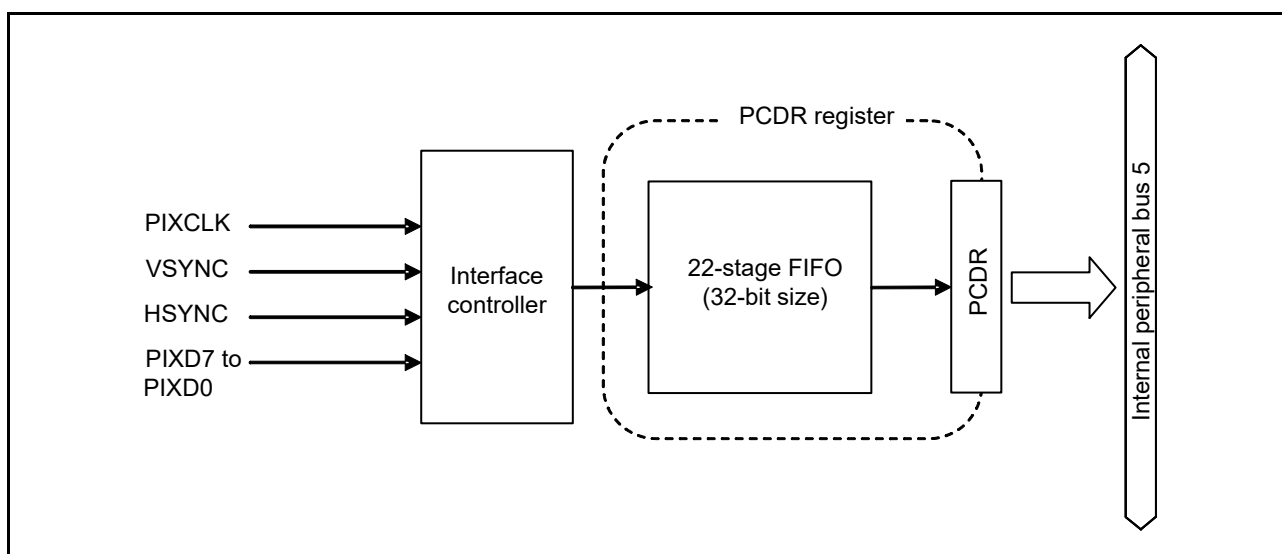 PCDR register
PIXCLK
VSYNC
HSYNC
PIXD7 to
PIXD0
Interface
controller
22-stage FIFO
(32-bit size)
PCDR
Internal peripheral bus 5